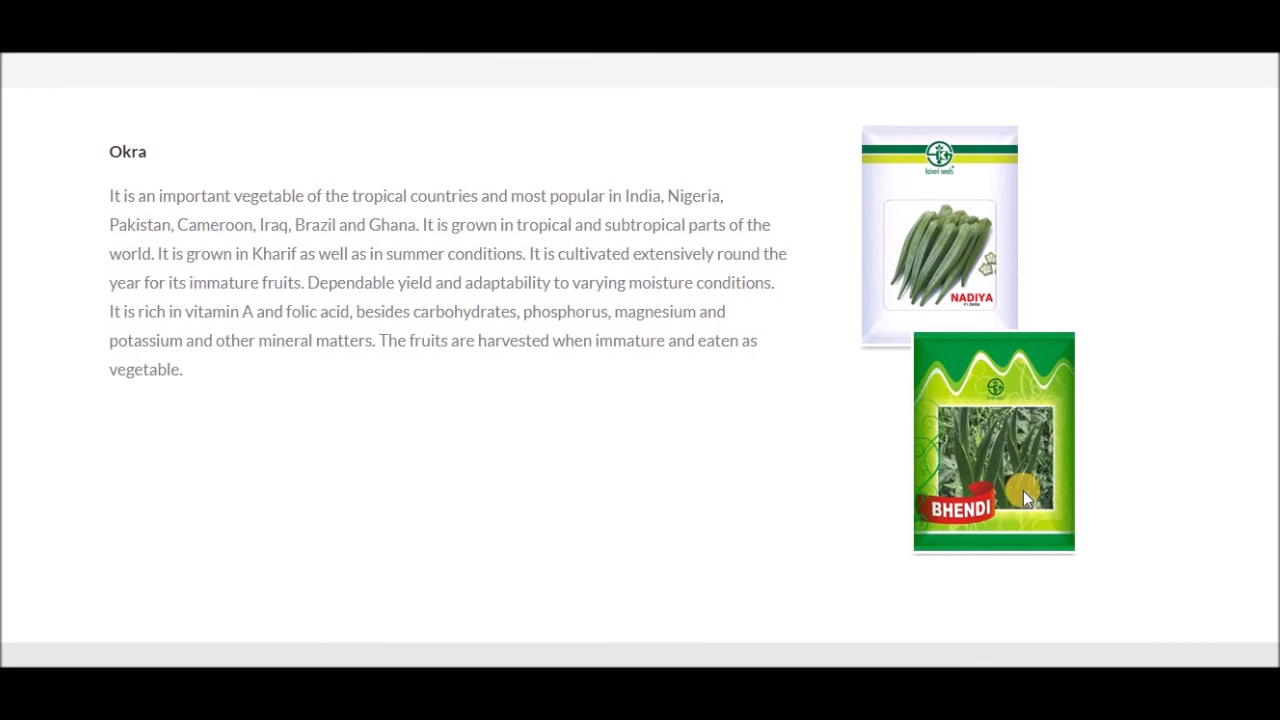 Okra
It is an important vegetable of the tropical countries and most popular in India, Nigeria,
Pakistan, Cameroon, Iraq, Brazil and Ghana. It is grown in tropical and subtropical parts of the
world. It is grown in Kharif as well as in summer conditions. It is cultivated extensively round the
year for its immature fruits. Dependable yield and adaptability to varying moisture conditions.
It is rich in vitamin A and folic acid, besides carbohydrates, phosphorus, magnesium and
potassium and other mineral matters. The fruits are harvested when immature and eaten as
vegetable.
kaveri seeds
NADIYA
BHENDI